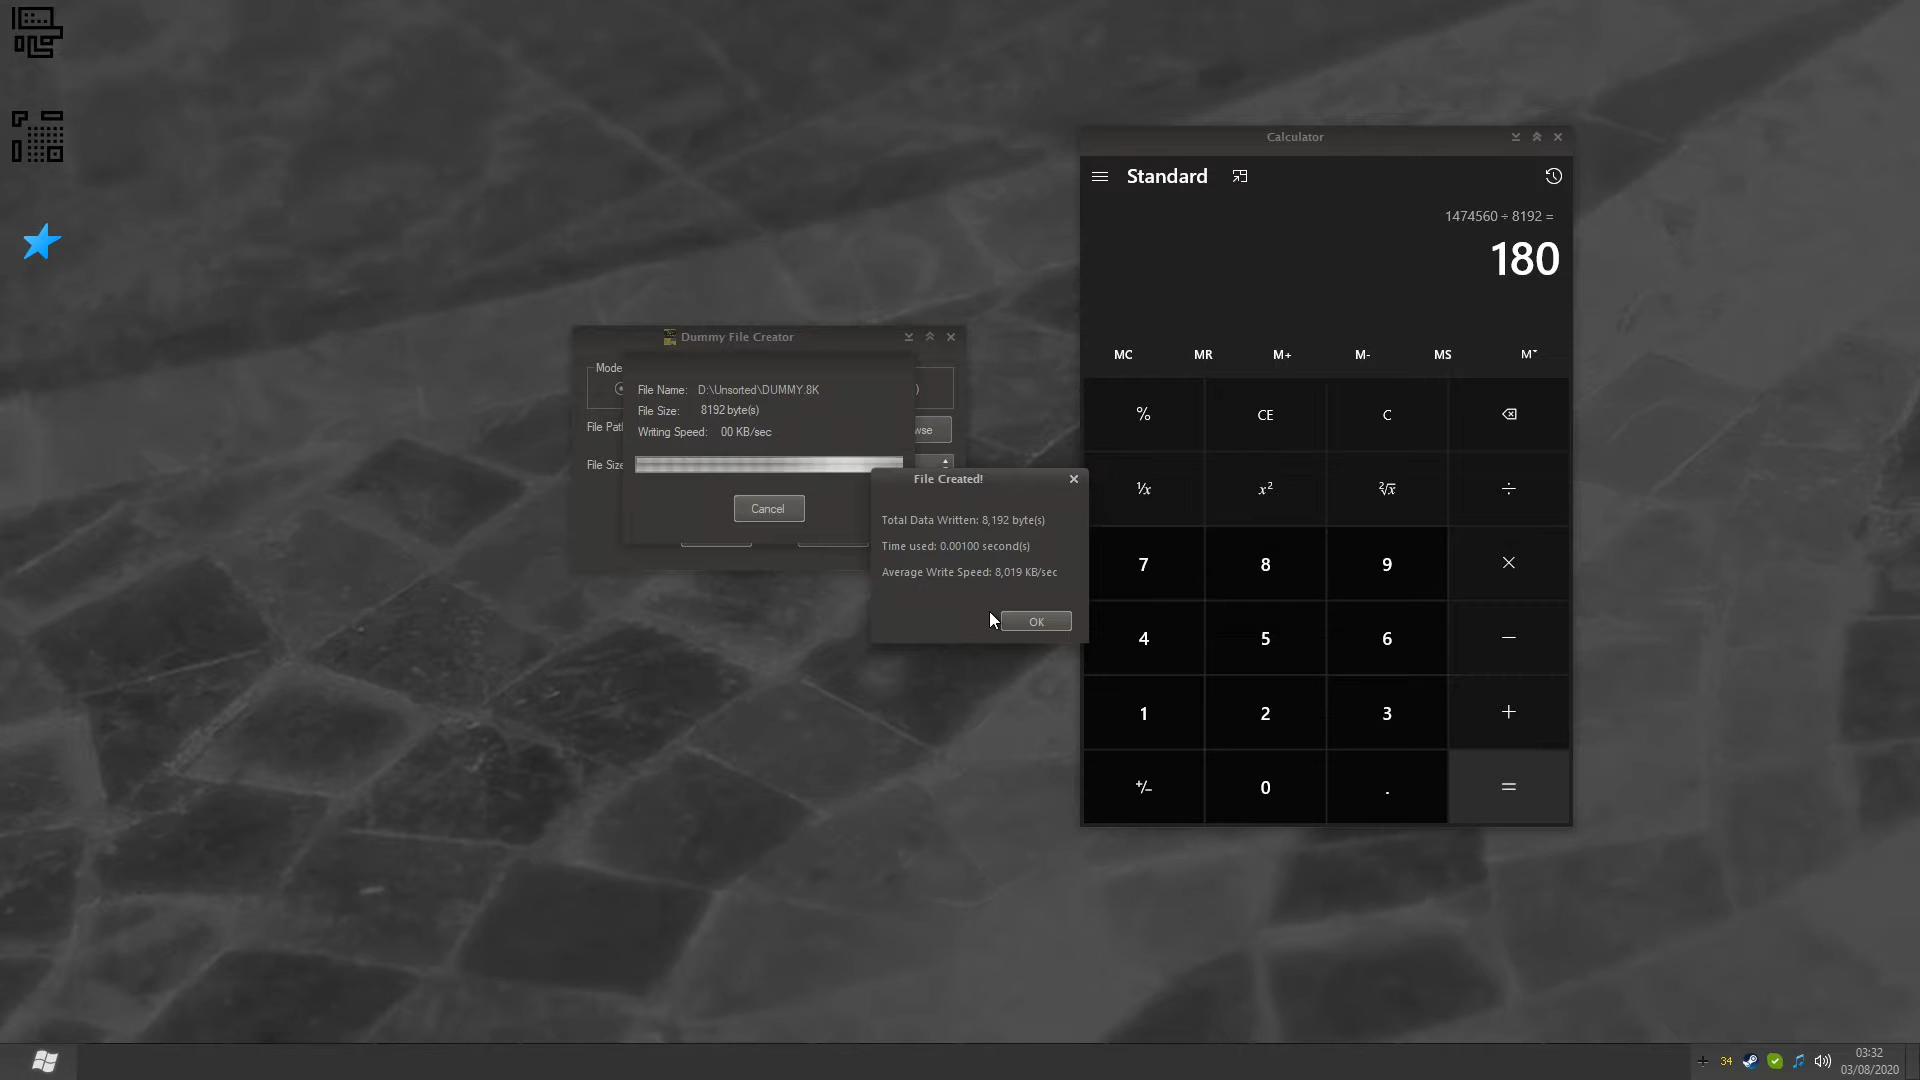 Calculator
Standard
1474560 ÷ 8192 =
180
MC MR M+ M- MS M˅
% CE C
¹/x x² ²√x ÷
7 8 9 ×
4 5 6 −
1 2 3 +
+/− 0 . =
Dummy File Creator
Mode
File Name: D:\Unsorted\DUMMY.8K
File Size: 8192 byte(s)
Writing Speed: 00 KB/sec
File Pat
wse
File Size
Cancel
File Created!
Total Data Written: 8,192 byte(s)
Time used: 0.00100 second(s)
Average Write Speed: 8,019 KB/sec
OK
34
03:32
03/08/2020